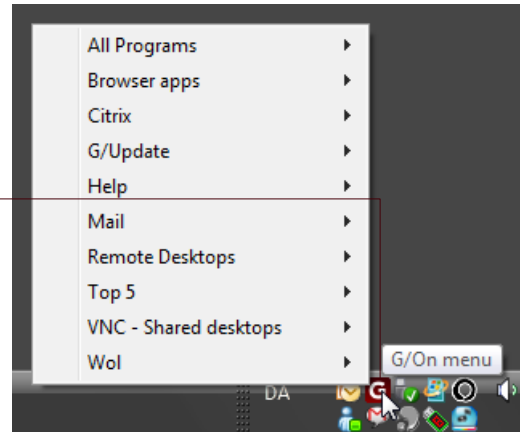 All Programs
Browser apps
Citrix
G/Update
Help
Mail
Remote Desktops
Top 5
VNC - Shared desktops
Wol
G/On menu
DA
G